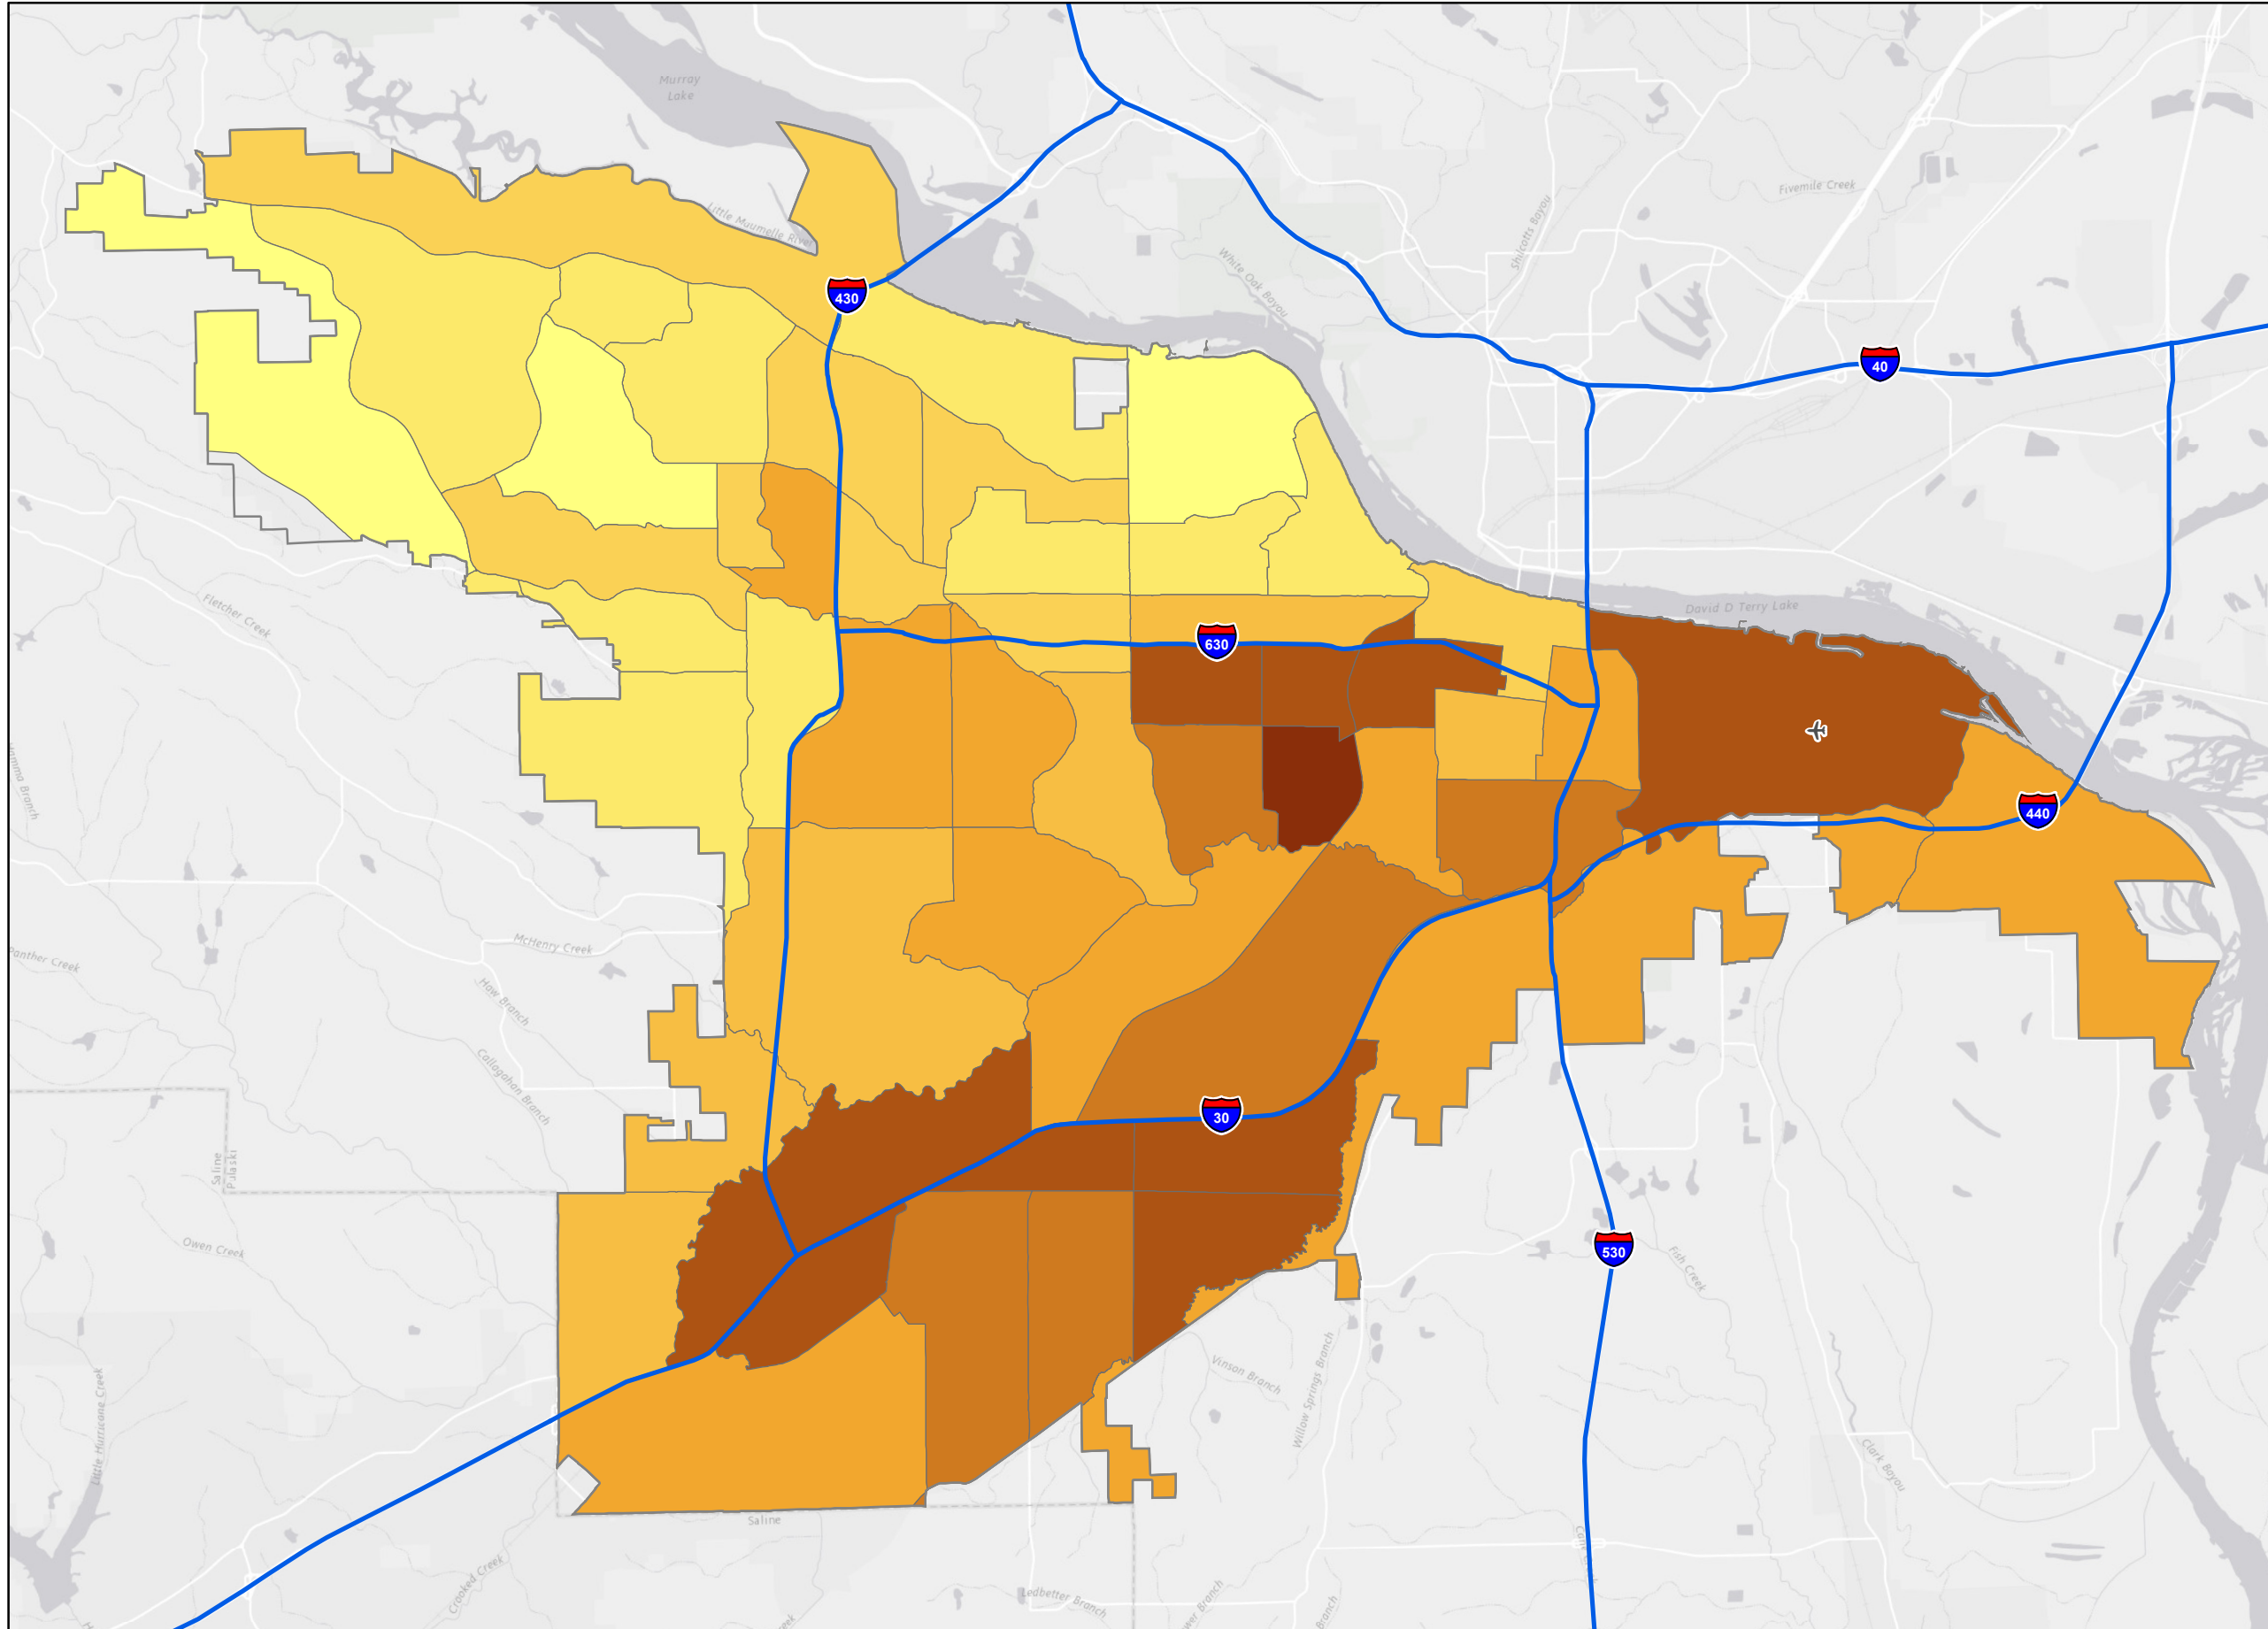 Murray
Lake
Fivemile Creek
Shilcotts Bayou
Little Maumelle River
White Oak Bayou
430
40
Fletcher Creek
David D Terry Lake
630
440
McHenry Creek
Panther Creek
Haw Branch
Callagahan Branch
30
Saline
Pulaski
Owen Creek
530
Fish Creek
Vinson Branch
Willow Springs Branch
Little Hurricane Creek
Clark Bayou
Saline
Crooked Creek
Ledbetter Branch
Branch